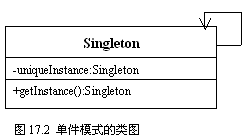 Singleton
-uniqueInstance:Singleton
+getInstance():Singleton
图 17.2 单件模式的类图